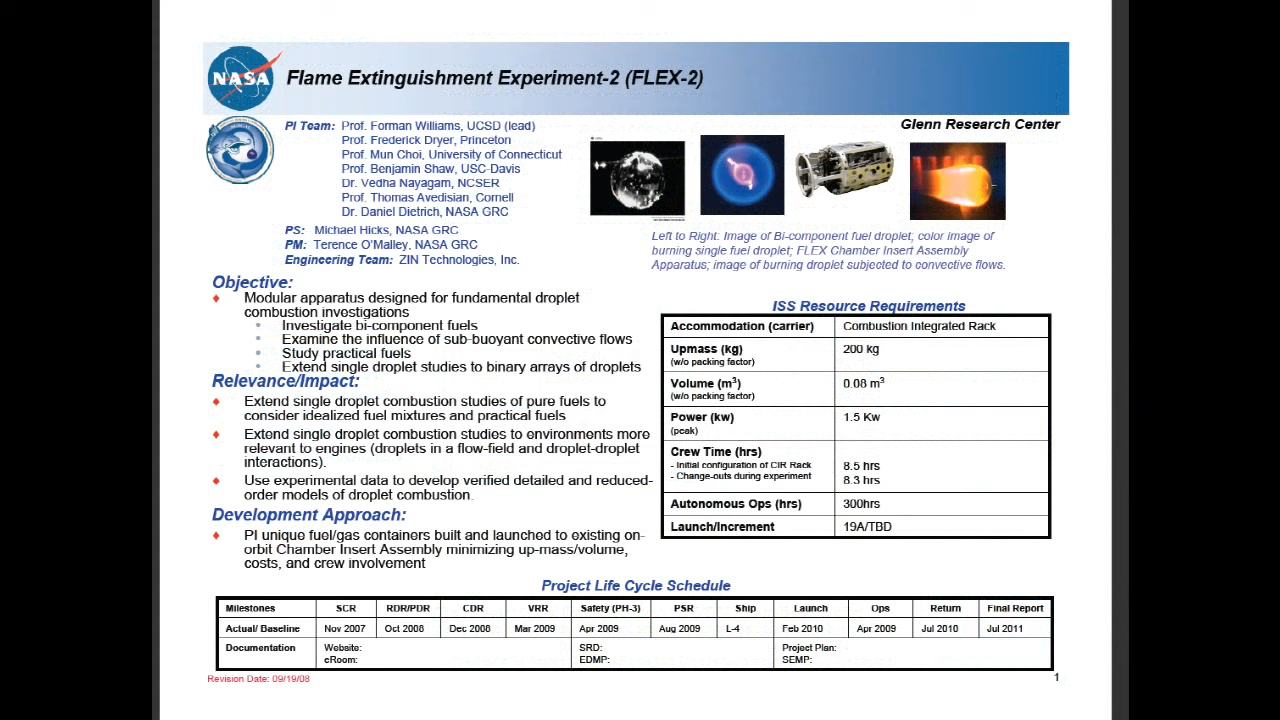 NASA
Flame Extinguishment Experiment-2 (FLEX-2)
Glenn Research Center
PI Team: Prof. Forman Williams, UCSD (lead)
Prof. Frederick Dryer, Princeton
Prof. Mun Choi, University of Connecticut
Prof. Benjamin Shaw, USC-Davis
Dr. Vedha Nayagam, NCSER
Prof. Thomas Avedisian, Cornell
Dr. Daniel Dietrich, NASA GRC
PS: Michael Hicks, NASA GRC
PM: Terence O'Malley, NASA GRC
Engineering Team: ZIN Technologies, Inc.
Left to Right: Image of Bi-component fuel droplet; color image of
burning single fuel droplet; FLEX Chamber Insert Assembly
Apparatus; image of burning droplet subjected to convective flows.
Objective:
Modular apparatus designed for fundamental droplet
combustion investigations
Investigate bi-component fuels
Examine the influence of sub-buoyant convective flows
Study practical fuels
Extend single droplet studies to binary arrays of droplets
Relevance/Impact:
Extend single droplet combustion studies of pure fuels to
consider idealized fuel mixtures and practical fuels
Extend single droplet combustion studies to environments more
relevant to engines (droplets in a flow-field and droplet-droplet
interactions).
Use experimental data to develop verified detailed and reduced-
order models of droplet combustion.
Development Approach:
PI unique fuel/gas containers built and launched to existing on-
orbit Chamber Insert Assembly minimizing up-mass/volume,
costs, and crew involvement
ISS Resource Requirements
Accommodation (carrier) Combustion Integrated Rack
Upmass (kg) 200 kg
(w/o packing factor)
Volume (m³) 0.08 m³
(w/o packing factor)
Power (kw) 1.5 Kw
(peak)
Crew Time (hrs)
- Initial configuration of CIR Rack 8.5 hrs
- Change-outs during experiment 8.3 hrs
Autonomous Ops (hrs) 300hrs
Launch/Increment 19A/TBD
Project Life Cycle Schedule
Milestones SCR RDR/PDR CDR VRR Safety (PH-3) PSR Ship Launch Ops Return Final Report
Actual/ Baseline Nov 2007 Oct 2008 Dec 2008 Mar 2009 Apr 2009 Aug 2009 L-4 Feb 2010 Apr 2009 Jul 2010 Jul 2011
Documentation Website: SRD: Project Plan:
eRoom: EDMP: SEMP:
Revision Date: 09/19/08
1